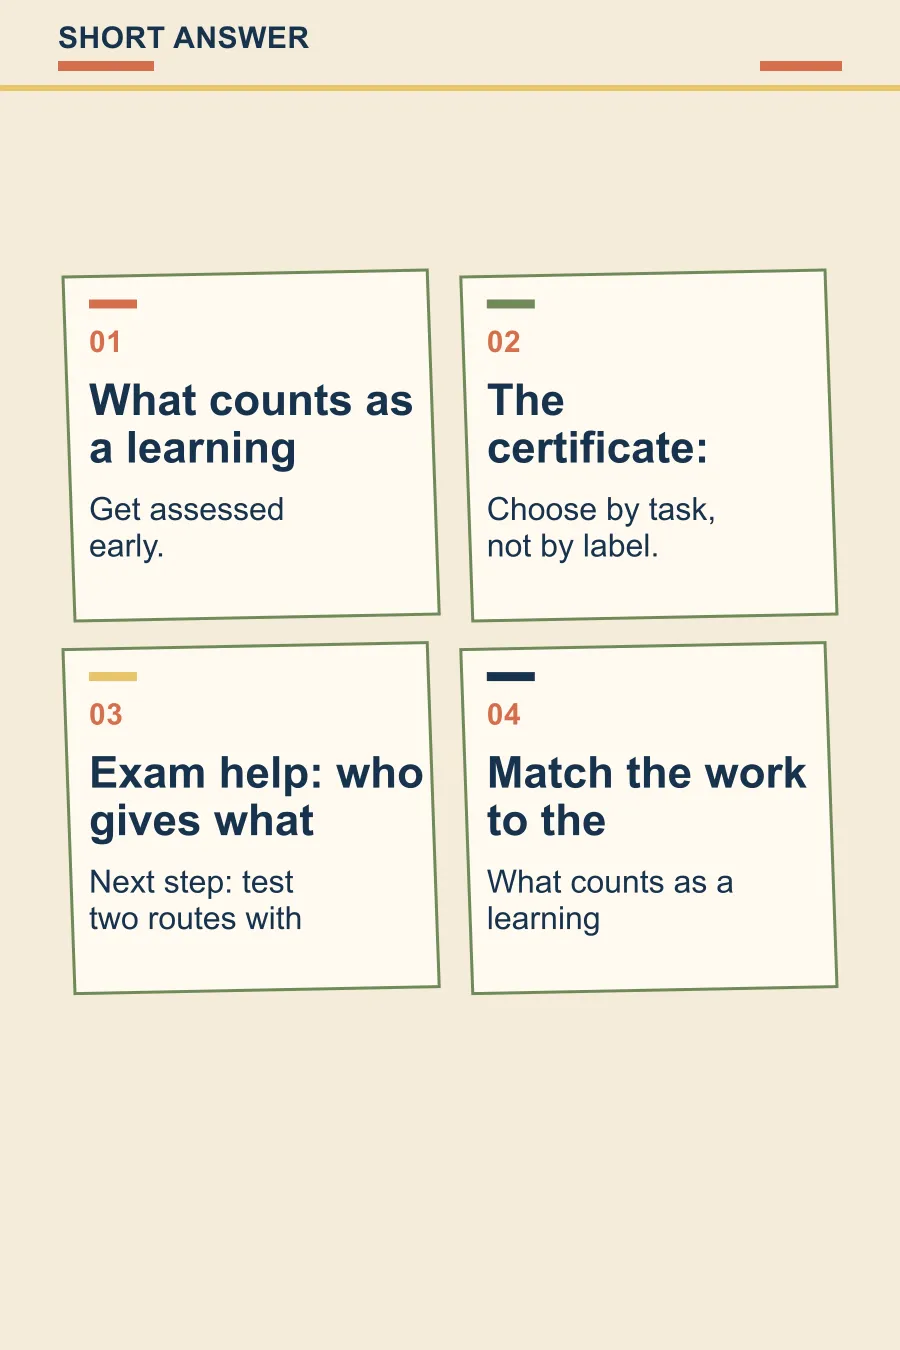 SHORT ANSWER
01
What counts as
a learning
Get assessed
early.
02
The
certificate:
Choose by task,
not by label.
03
Exam help: who
gives what
Next step: test
two routes with
04
Match the work
to the
What counts as a
learning